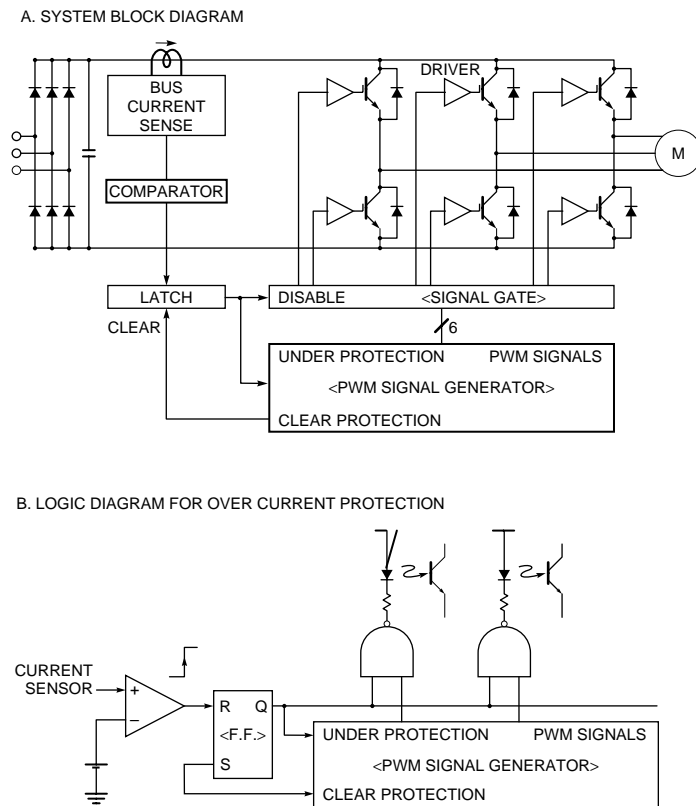 A. SYSTEM BLOCK DIAGRAM
DRIVER
BUS
CURRENT
SENSE
M
COMPARATOR
LATCH
DISABLE <SIGNAL GATE>
CLEAR
6
UNDER PROTECTION PWM SIGNALS
<PWM SIGNAL GENERATOR>
CLEAR PROTECTION
B. LOGIC DIAGRAM FOR OVER CURRENT PROTECTION
CURRENT
SENSOR
+
−
R Q
<F.F.>
S
UNDER PROTECTION PWM SIGNALS
<PWM SIGNAL GENERATOR>
CLEAR PROTECTION